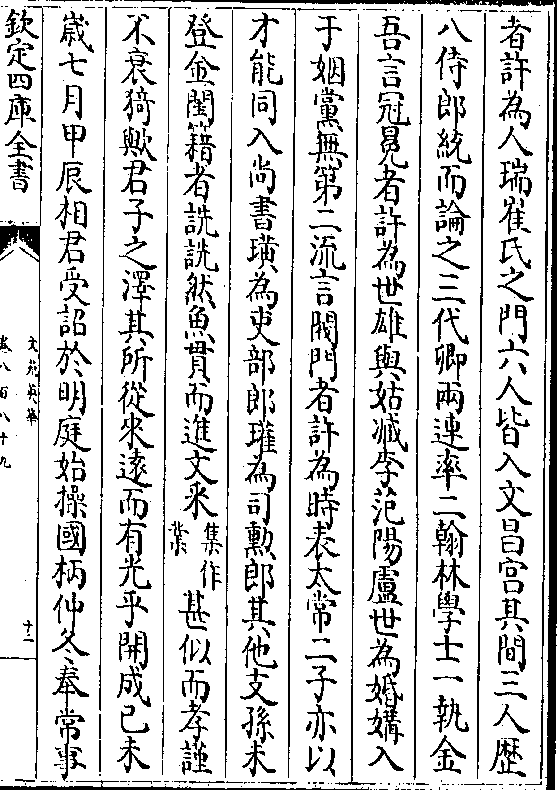 者許為人瑞崔氏之門六人皆入文昌宫其間三人歴
八侍郎統而論之三代卿兩連率二翰林學士一執金
吾言冠冕者許為世雄與姑臧李范陽盧世為婚媾入
于姻黨無第二流言閥門者許為時表太常二子亦以
才能同入尚書璜為吏部郎瓘為司勲郎其他支孫未
登金閨籍者詵詵然魚貫而進文采集作業甚似而孝謹
不衰猗歟君子之澤其所從來逺而有光乎開成己未
嵗七月甲辰相君受詔於明庭始操國柄仲冬奉常事
欽定四庫全書
文苑英華
卷八百八十九
十二